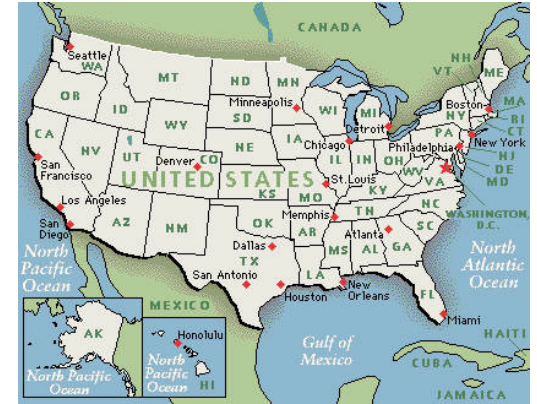 CANADA
Seattle
WA
MT
ND
MN
NH
VT
ME
OR
ID
Minneapolis
SD
WI
MI
Boston
MA
NY
RI
CT
WY
Detroit
New York
CA
NV
UT
Denver
CO
NE
IA
Chicago
IL
IN
OH
PA
Philadelphia
NJ
DE
MD
WV
VA
San
Francisco
UNITED STATES
KS
MO
St.Louis
KY
WASHINGTON,
D.C.
Los Angeles
San
Diego
AZ
NM
OK
AR
Memphis
TN
NC
SC
Dallas
TX
MS
AL
Atlanta
GA
North
Pacific
Ocean
North
Atlantic
Ocean
San Antonio
Houston
LA
New
Orleans
FL
Miami
MEXICO
Gulf of
Mexico
AK
North Pacific
Ocean
Honolulu
North
Pacific
Ocean
HI
CUBA
HAITI
JAMAICA